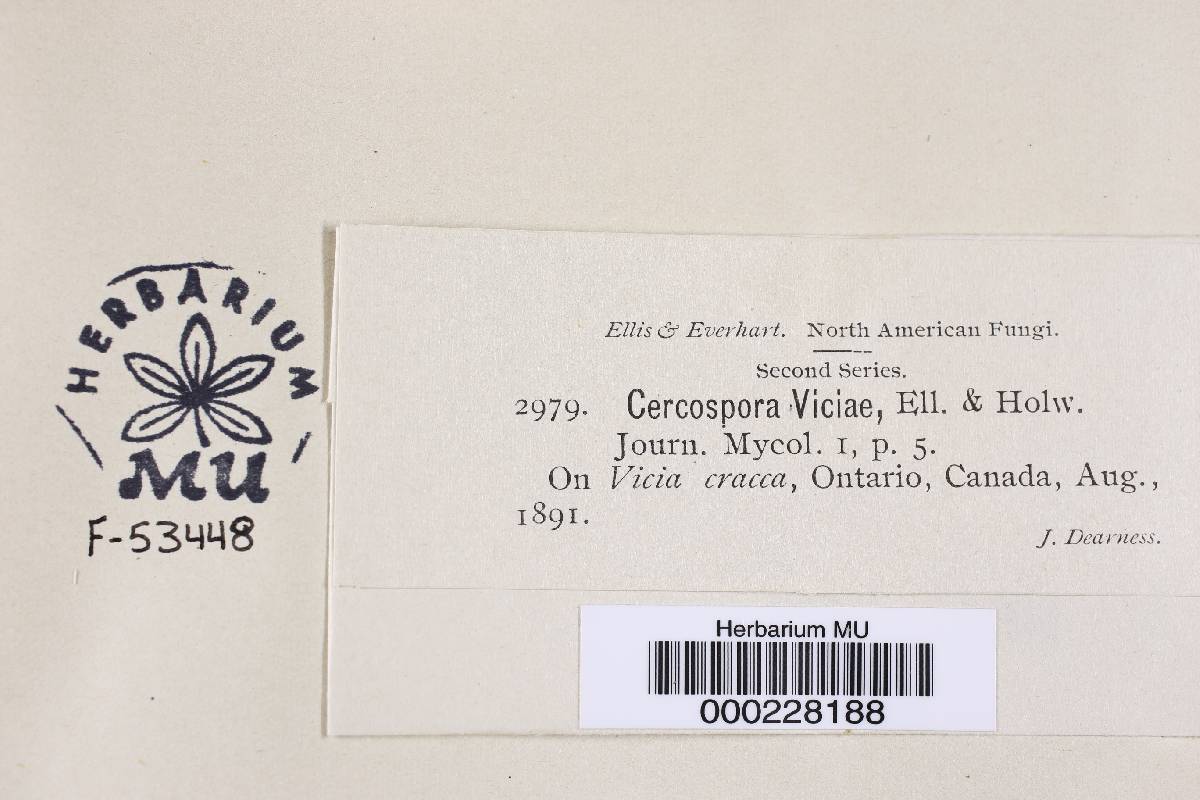 HERBARIUM
MU
F-53448
Ellis & Everhart. North American Fungi.
Second Series.
2979. Cercospora Viciae, Ell. & Holw.
Journ. Mycol. 1, p. 5.
On Vicia cracca, Ontario, Canada, Aug.,
1891.
J. Dearness.
Herbarium MU
000228188